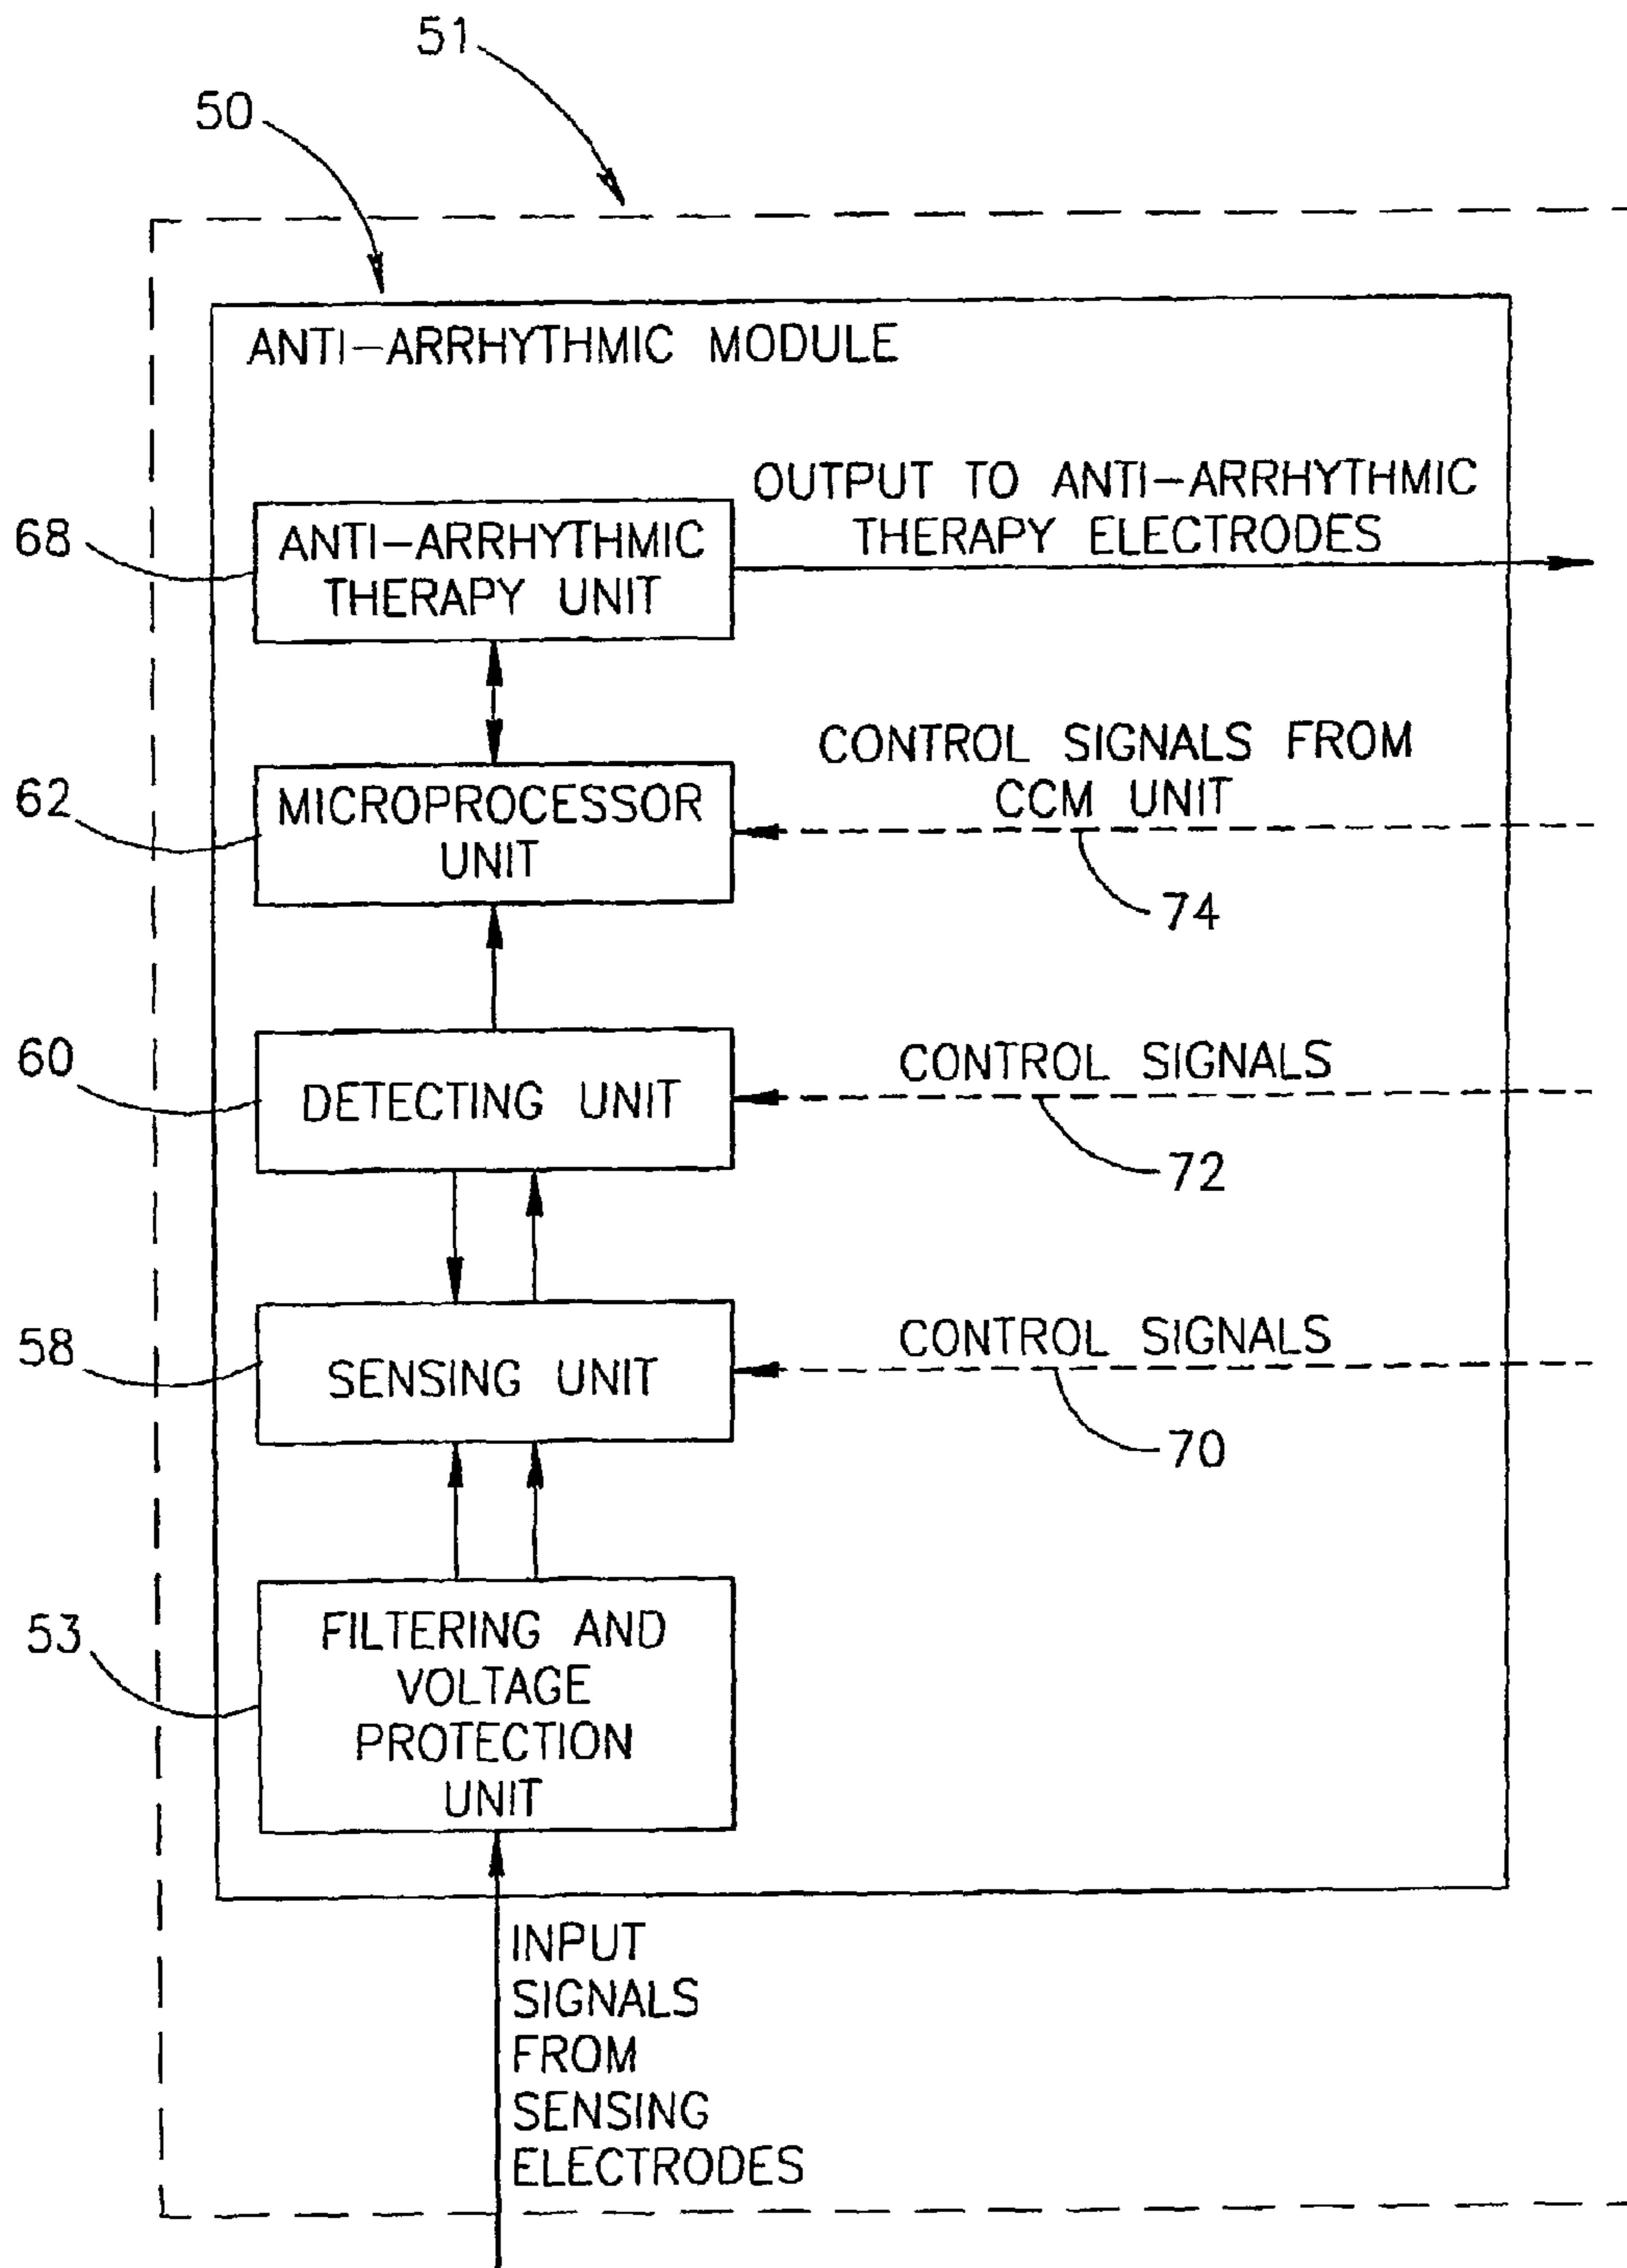 51
50
ANTI-ARRHYTHMIC MODULE
OUTPUT TO ANTI-ARRHYTHMIC
THERAPY ELECTRODES
68
ANTI-ARRHYTHMIC
THERAPY UNIT
CONTROL SIGNALS FROM
CCM UNIT
62
MICROPROCESSOR
UNIT
74
60
DETECTING UNIT
CONTROL SIGNALS
72
58
SENSING UNIT
CONTROL SIGNALS
70
53
FILTERING AND
VOLTAGE
PROTECTION
UNIT
INPUT
SIGNALS
FROM
SENSING
ELECTRODES